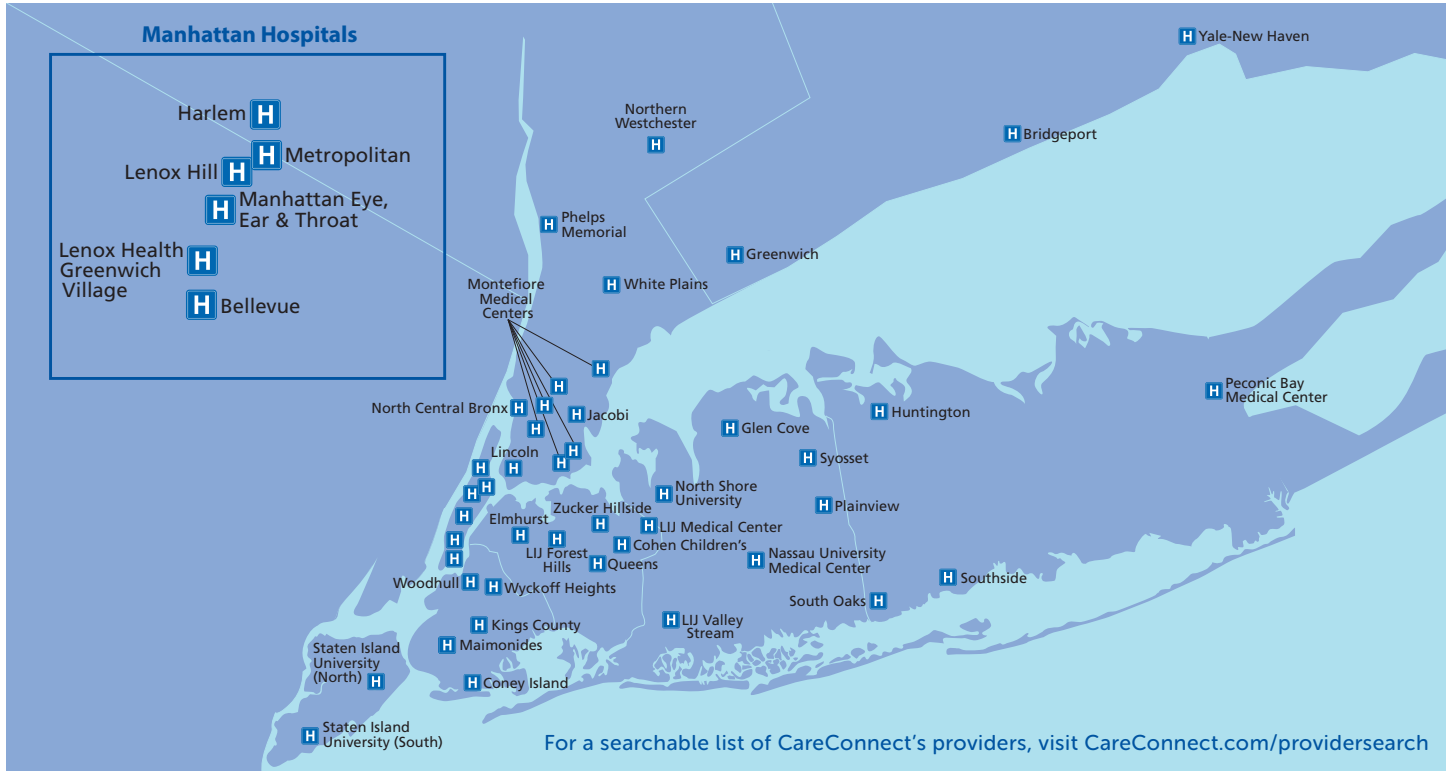 Manhattan Hospitals
Harlem H
H Metropolitan
Lenox Hill H
H Manhattan Eye,
Ear & Throat
Lenox Health
Greenwich
Village
H
H Bellevue
H Yale-New Haven
Northern
Westchester
H
H Bridgeport
H Phelps
Memorial
H Greenwich
H White Plains
Montefiore
Medical
Centers
H
H
H
H
H
H
North Central Bronx H
H Jacobi
H Huntington
H Peconic Bay
Medical Center
H Glen Cove
Lincoln
H
H Syosset
H
H
H
H
H
H
H North Shore
University
H Plainview
Zucker Hillside
H
Elmhurst
H
H LIJ Medical Center
H
LIJ Forest
Hills
H Cohen Children's
H Queens
H Nassau University
Medical Center
Woodhull H
H Wyckoff Heights
H Southside
South Oaks H
H Kings County
H LIJ Valley
Stream
H Maimonides
Staten Island
University
(North) H
H Coney Island
H Staten Island
University (South)
For a searchable list of CareConnect's providers, visit CareConnect.com/providersearch